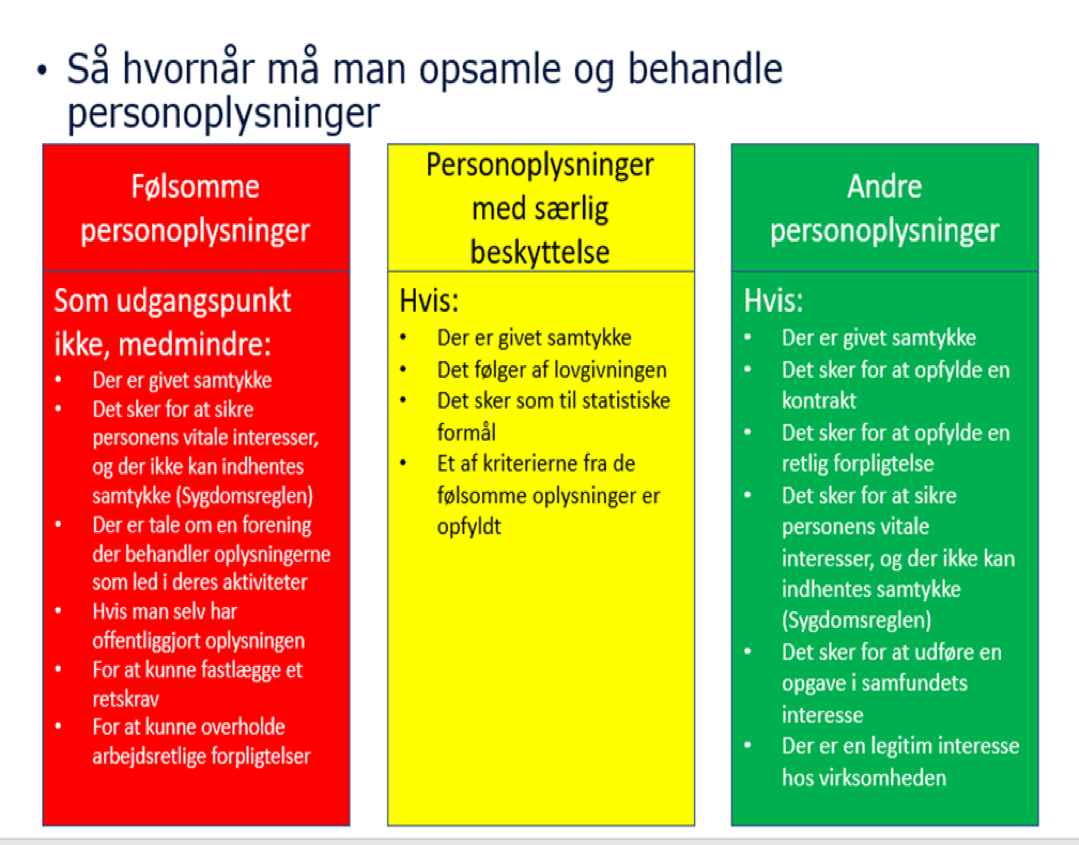 • Så hvornår må man opsamle og behandle
personoplysninger
Følsomme
personoplysninger
Som udgangspunkt
ikke, medmindre:
• Der er givet samtykke
• Det sker for at sikre
personens vitale interesser,
og der ikke kan indhentes
samtykke (Sygdomsreglen)
• Der er tale om en forening
der behandler oplysningerne
som led i deres aktiviteter
• Hvis man selv har
offentliggjort oplysningen
• For at kunne fastlægge et
retskrav
• For at kunne overholde
arbejdsretlige forpligtelser
Personoplysninger
med særlig
beskyttelse
Hvis:
• Der er givet samtykke
• Det følger af lovgivningen
• Det sker som til statistiske
formål
• Et af kriterierne fra de
følsomme oplysninger er
opfyldt
Andre
personoplysninger
Hvis:
• Der er givet samtykke
• Det sker for at opfylde en
kontrakt
• Det sker for at opfylde en
retlig forpligtelse
• Det sker for at sikre
personens vitale
interesser, og der ikke kan
indhentes samtykke
(Sygdomsreglen)
• Det sker for at udføre en
opgave i samfundets
interesse
• Der er en legitim interesse
hos virksomheden